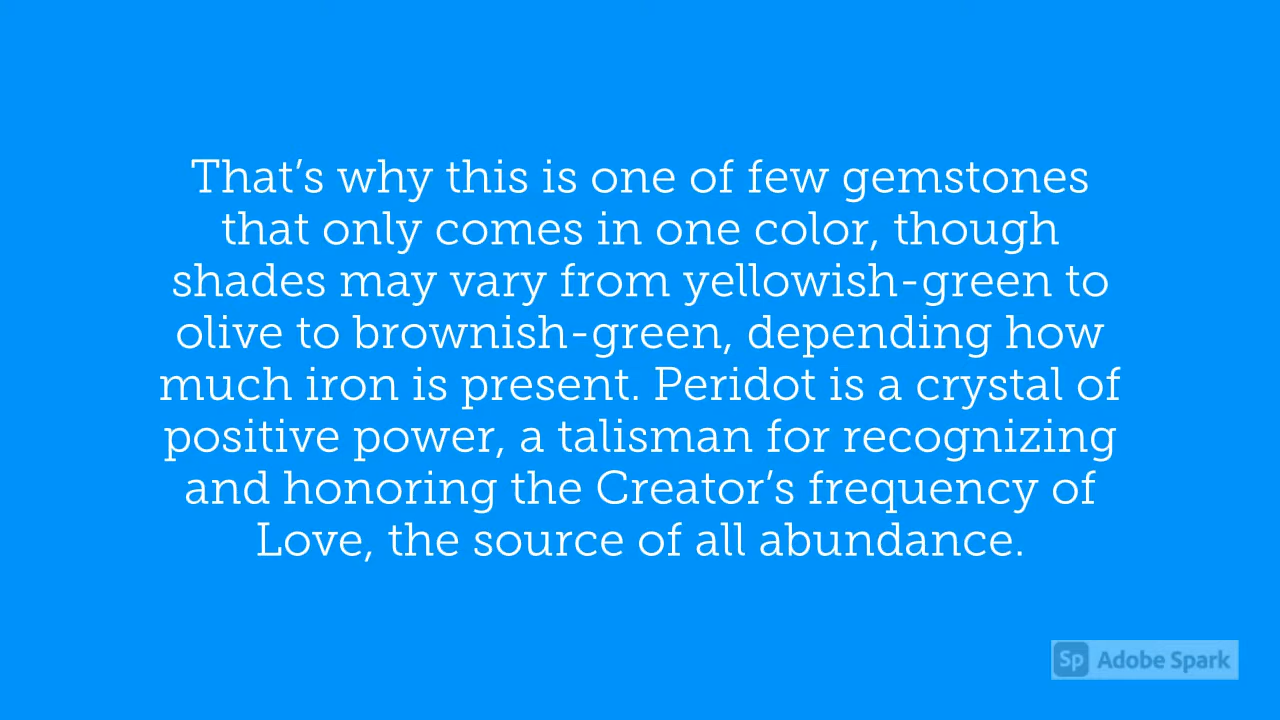 That’s why this is one of few gemstones
that only comes in one color, though
shades may vary from yellowish-green to
olive to brownish-green, depending how
much iron is present. Peridot is a crystal of
positive power, a talisman for recognizing
and honoring the Creator’s frequency of
Love, the source of all abundance.
Sp Adobe Spark